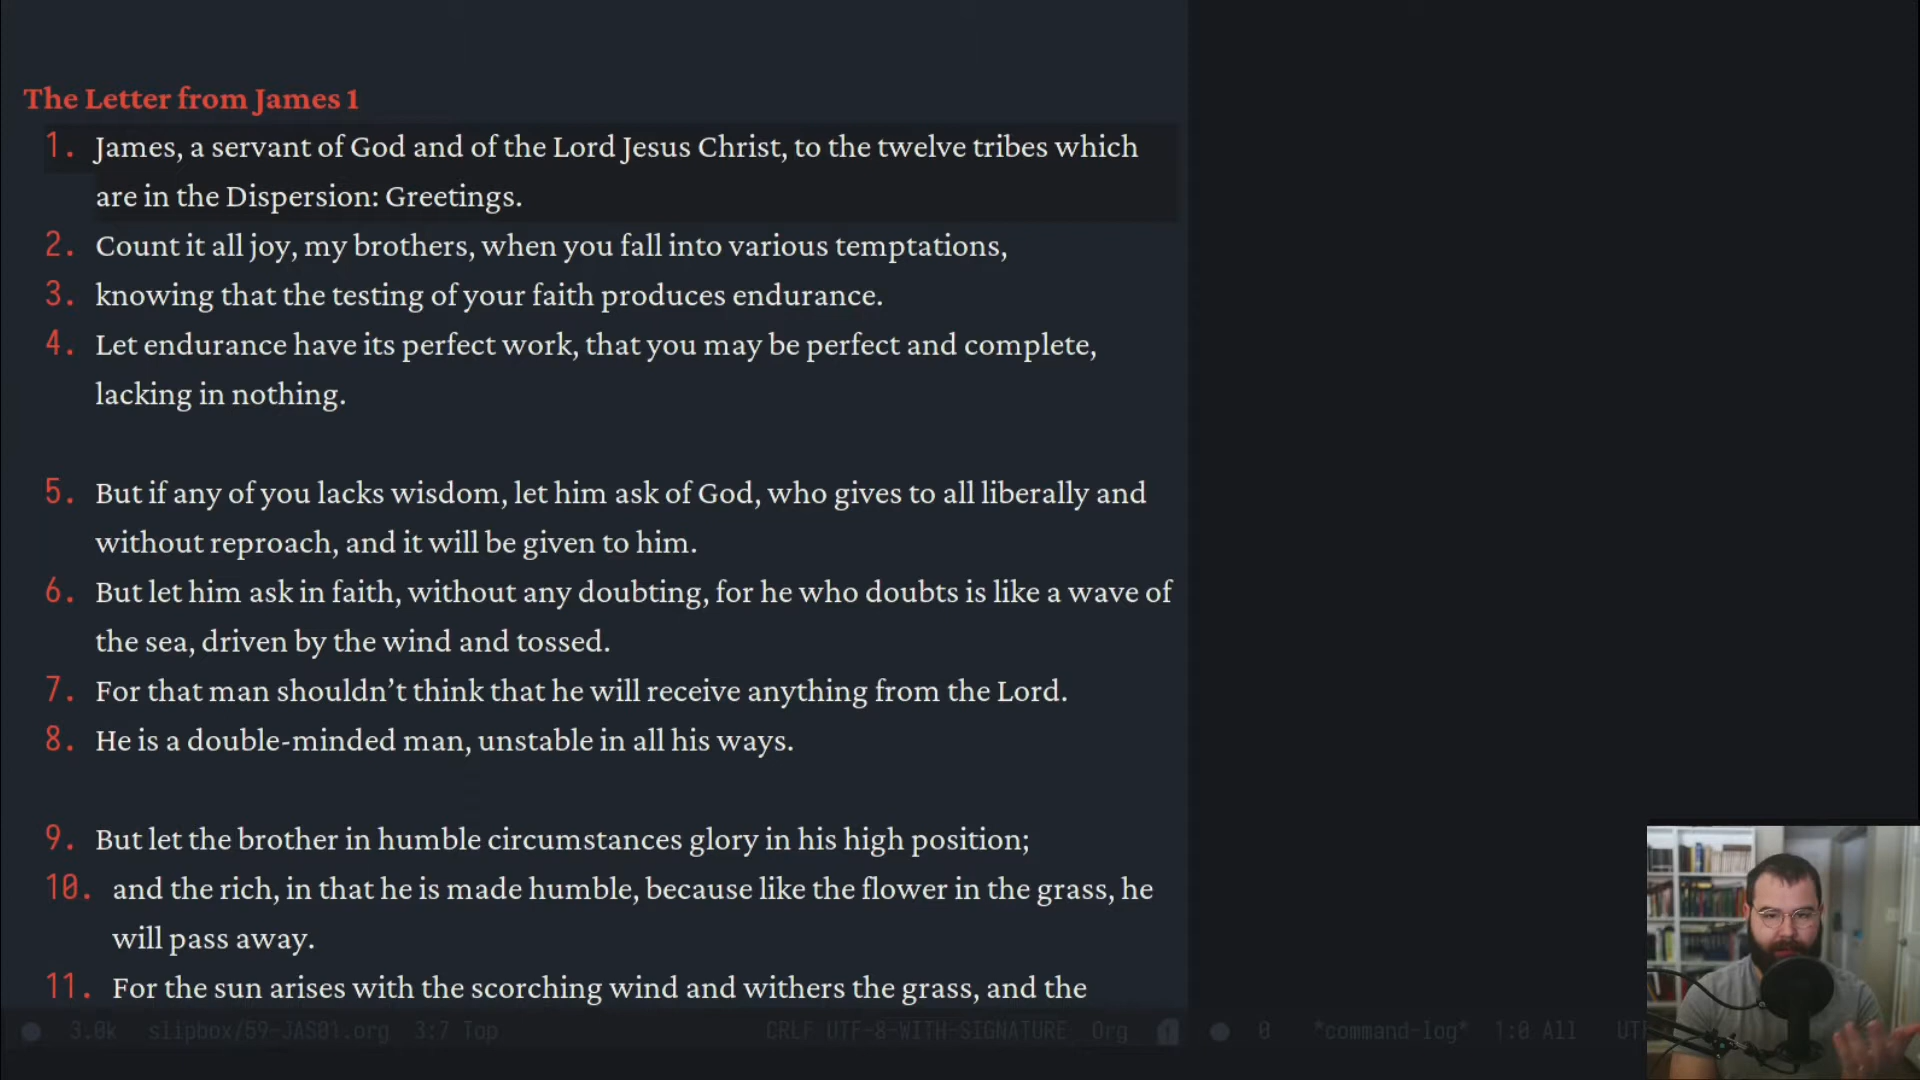 The Letter from James 1
1. James, a servant of God and of the Lord Jesus Christ, to the twelve tribes which
are in the Dispersion: Greetings.
2. Count it all joy, my brothers, when you fall into various temptations,
3. knowing that the testing of your faith produces endurance.
4. Let endurance have its perfect work, that you may be perfect and complete,
lacking in nothing.
5. But if any of you lacks wisdom, let him ask of God, who gives to all liberally and
without reproach, and it will be given to him.
6. But let him ask in faith, without any doubting, for he who doubts is like a wave of
the sea, driven by the wind and tossed.
7. For that man shouldn’t think that he will receive anything from the Lord.
8. He is a double-minded man, unstable in all his ways.
9. But let the brother in humble circumstances glory in his high position;
10. and the rich, in that he is made humble, because like the flower in the grass, he
will pass away.
11. For the sun arises with the scorching wind and withers the grass, and the
3.0k slipbox/59-JAS01.org 3:7 Top CRLF UTF-8-WITH-SIGNATURE Org
0 *command-log* 1:0 All